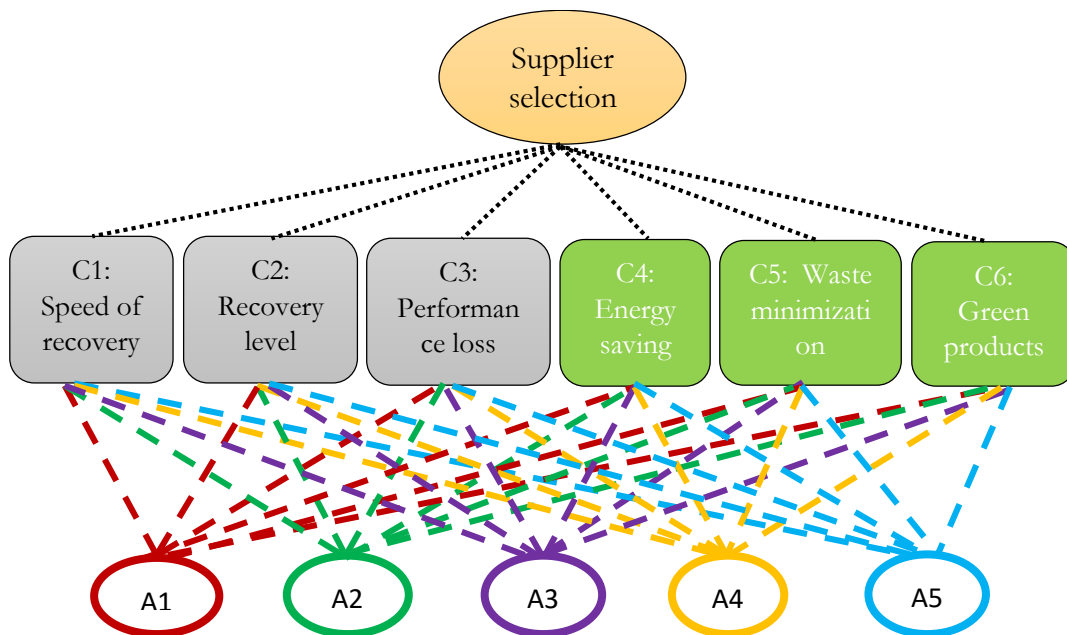 Supplier
selection
C1:
Speed of
recovery
C2:
Recovery
level
C3:
Performan
ce loss
C4:
Energy
saving
C5:  Waste
minimizati
on
C6:
Green
products
A1
A2
A3
A4
A5